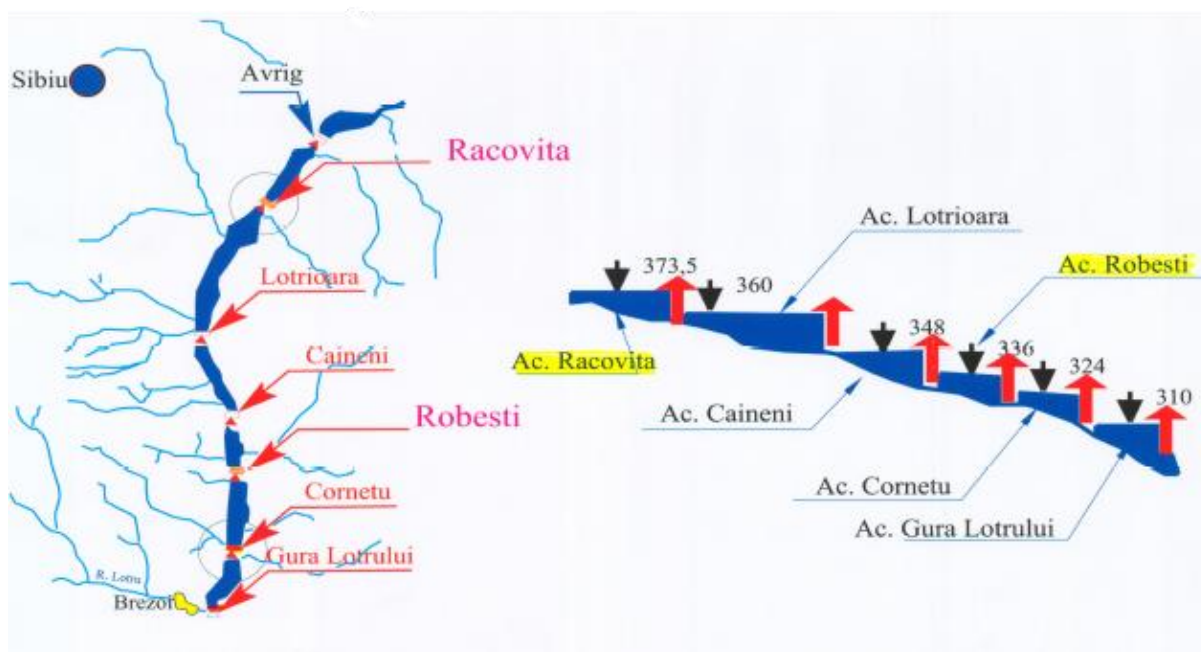 Sibiu
Avrig
Racovita
Lotrioara
Caineni
Robesti
Cornetu
Gura Lotrului
R. Lotru
Brezoi
Ac. Lotrioara
Ac. Robesti
373,5
360
348
336
324
310
Ac. Racovita
Ac. Caineni
Ac. Cornetu
Ac. Gura Lotrului